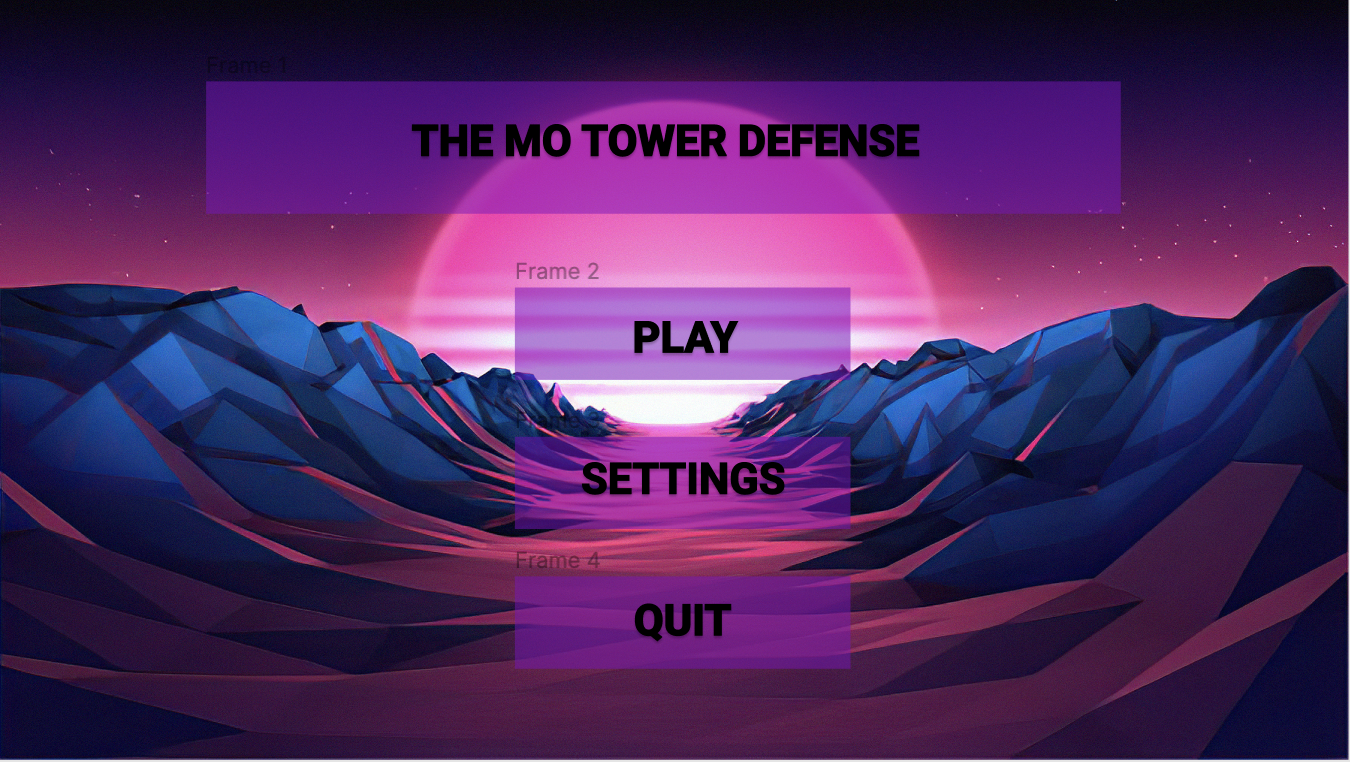 Frame 1
THE MO TOWER DEFENSE
Frame 2
PLAY
SETTINGS
Frame 4
QUIT